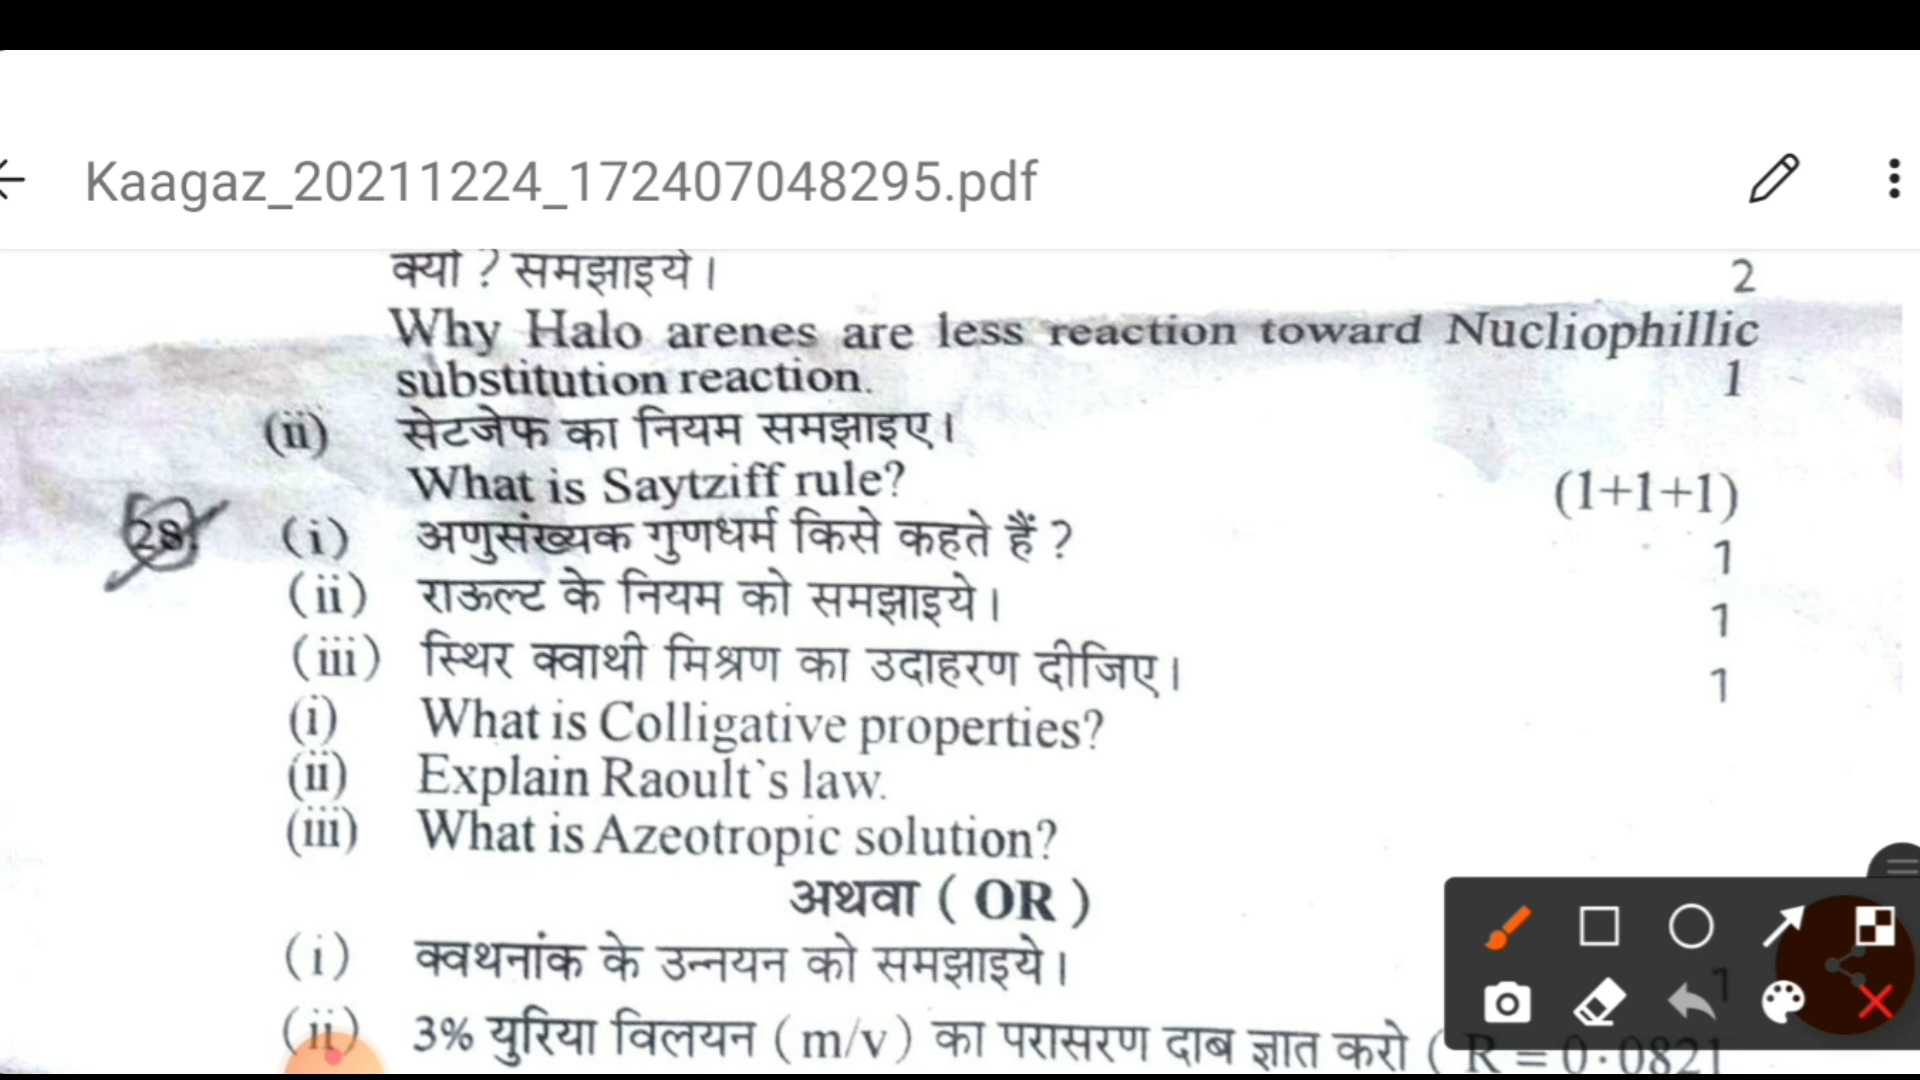 Kaagaz_20211224_172407048295.pdf
क्यों ? समझाइये। 2
Why Halo arenes are less reaction toward Nucliophillic
substitution reaction. 1
(ii) सेटजेफ का नियम समझाइए।
What is Saytziff rule?
(1+1+1)
28. (i) अणुसंख्यक गुणधर्म किसे कहते हैं ? 1
(ii) राऊल्ट के नियम को समझाइये। 1
(iii) स्थिर क्वाथी मिश्रण का उदाहरण दीजिए। 1
(i) What is Colligative properties?
(ii) Explain Raoult`s law.
(iii) What is Azeotropic solution?
अथवा ( OR )
(i) क्वथनांक के उन्नयन को समझाइये। 1
(ii) 3% युरिया विलयन (m/v) का परासरण दाब ज्ञात करो ( R = 0·0821